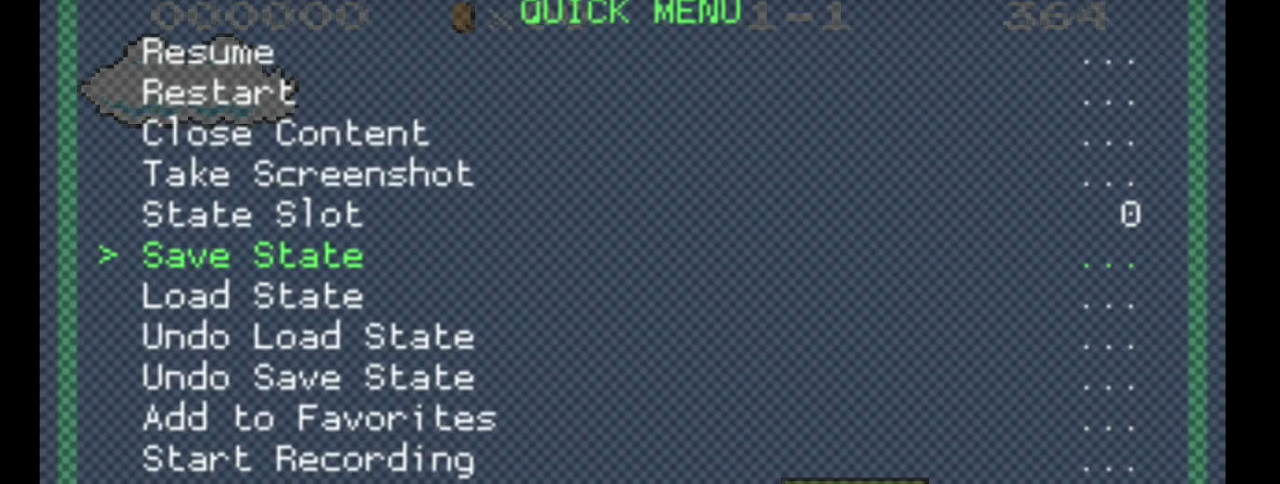 000000 x 1-1 364
QUICK MENU
Resume ...
Restart ...
Close Content ...
Take Screenshot ...
State Slot 0
> Save State ...
Load State ...
Undo Load State ...
Undo Save State ...
Add to Favorites ...
Start Recording ...